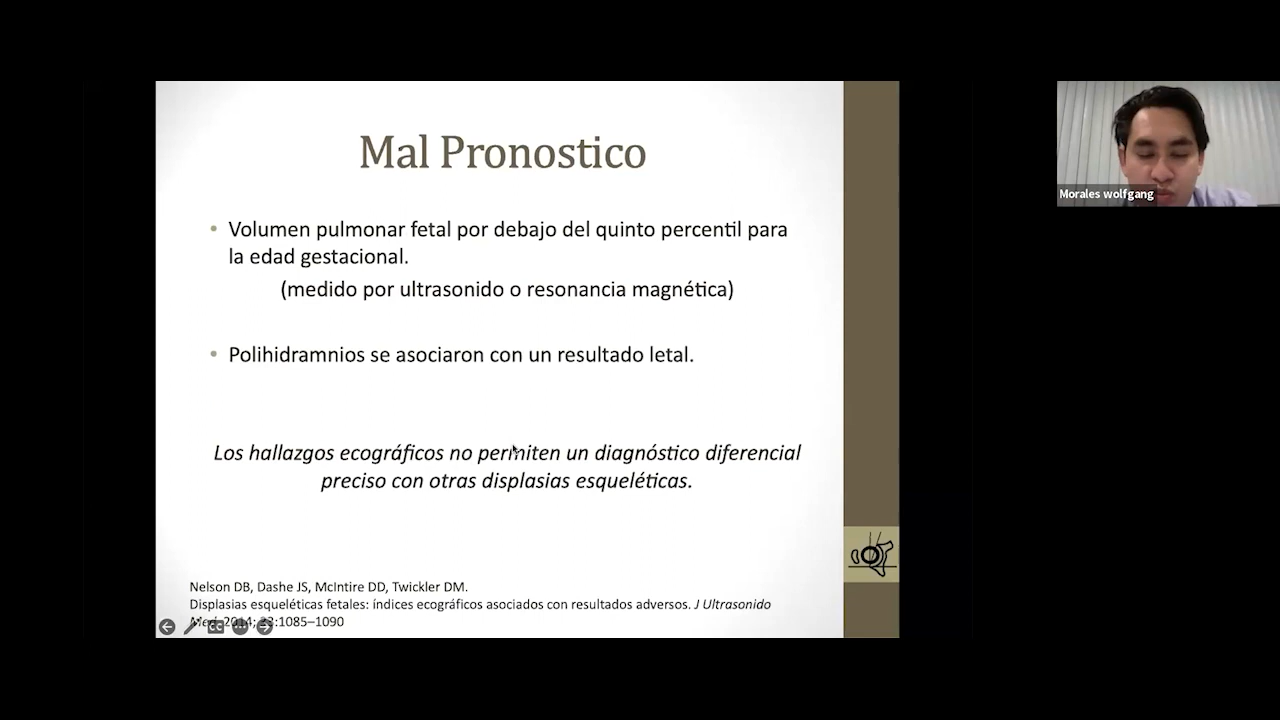 Mal Pronostico
• Volumen pulmonar fetal por debajo del quinto percentil para
la edad gestacional.
(medido por ultrasonido o resonancia magnética)
• Polihidramnios se asociaron con un resultado letal.
Los hallazgos ecográficos no permiten un diagnóstico diferencial
preciso con otras displasias esqueléticas.
Nelson DB, Dashe JS, McIntire DD, Twickler DM.
Displasias esqueléticas fetales: índices ecográficos asociados con resultados adversos. J Ultrasonido
Med 2014; :1085–1090
CC
Morales wolfgang